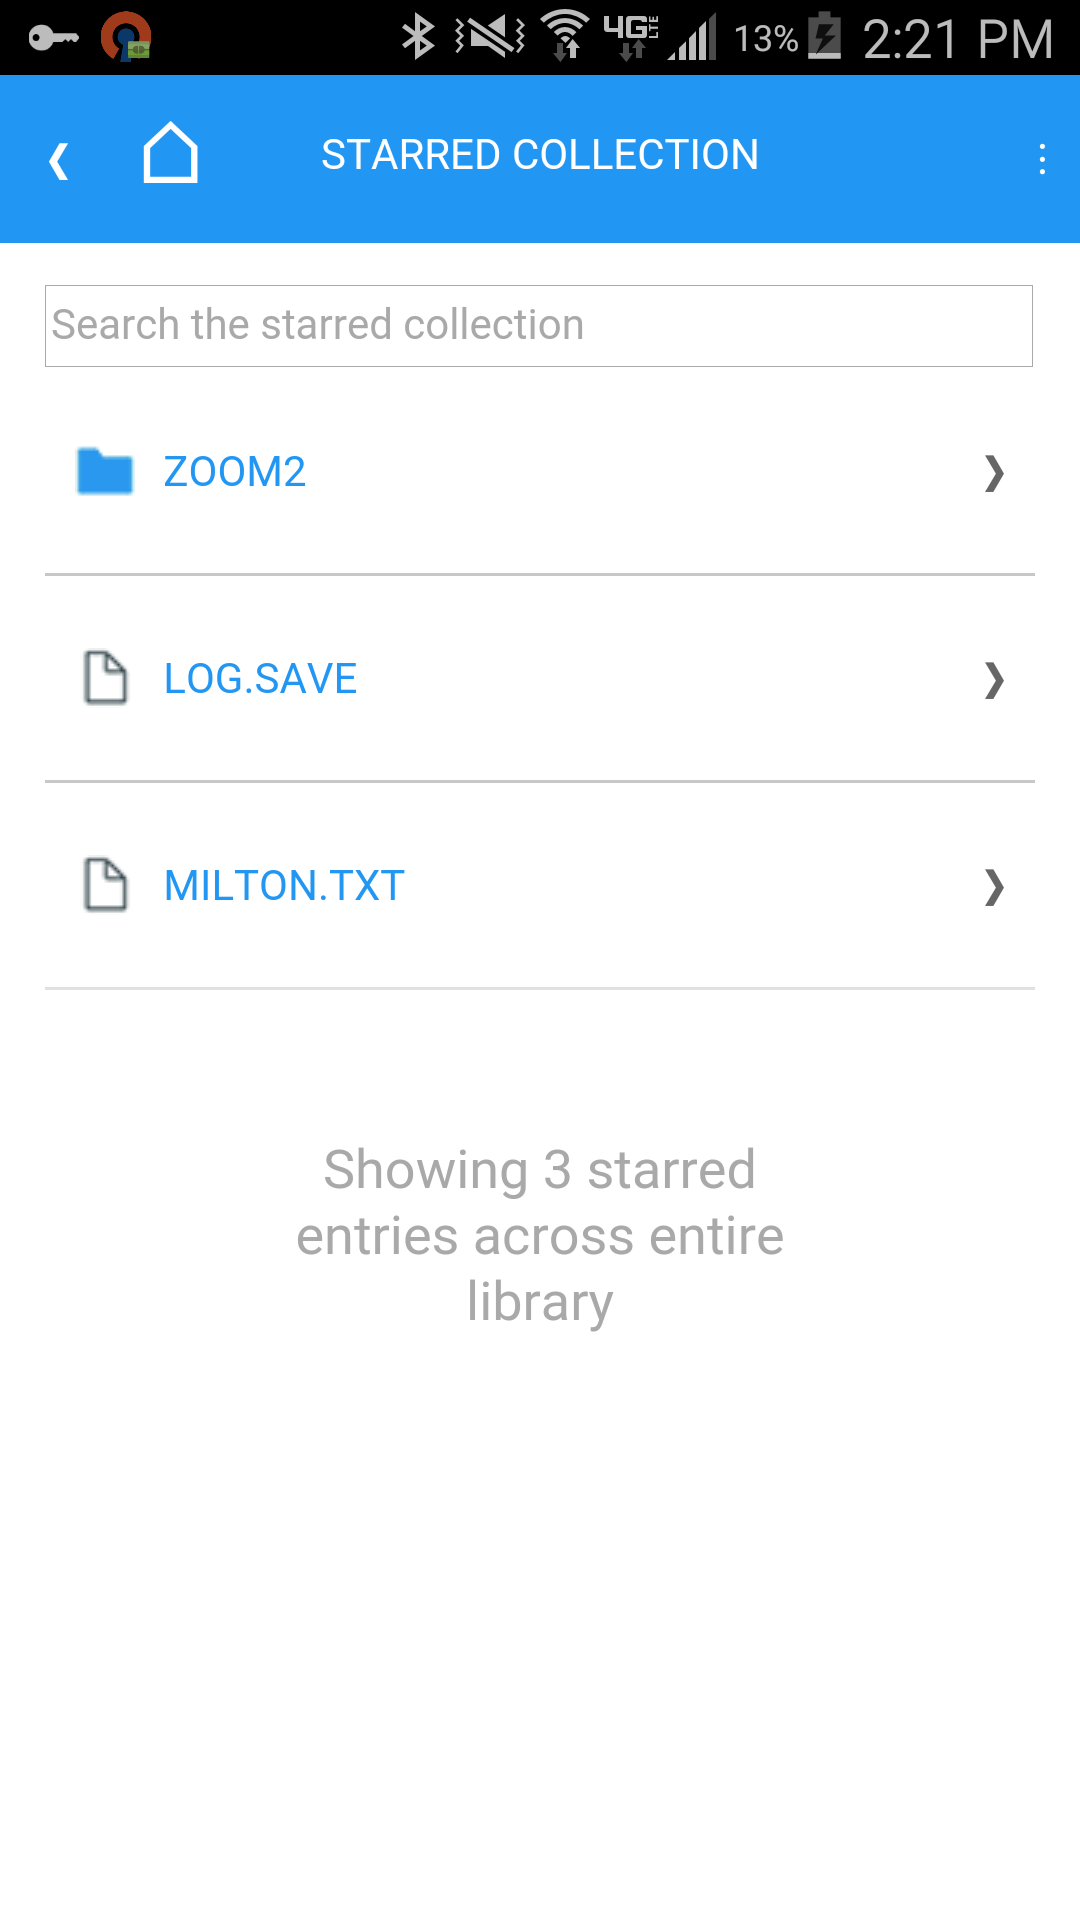 4G LTE 13% 2:21 PM
STARRED COLLECTION
Search the starred collection
ZOOM2
LOG.SAVE
MILTON.TXT
Showing 3 starred
entries across entire
library